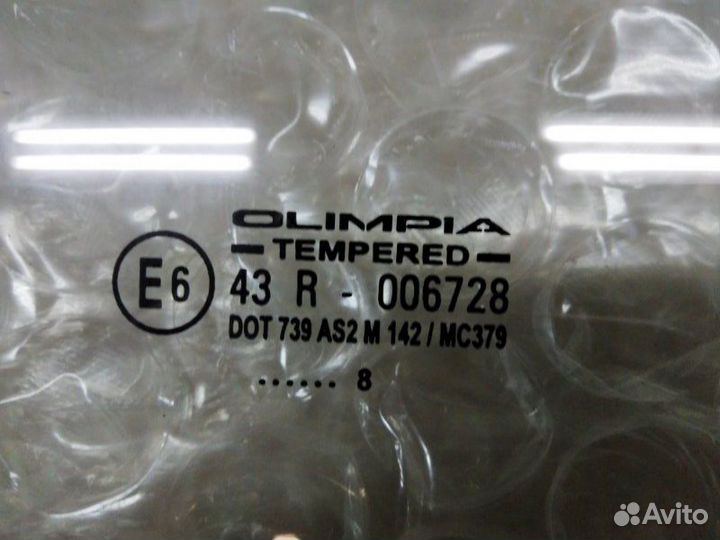 OLIMPIA
TEMPERED
E6 43 R - 006728
DOT 739 AS2 M 142 / MC379
...... 8
Avito